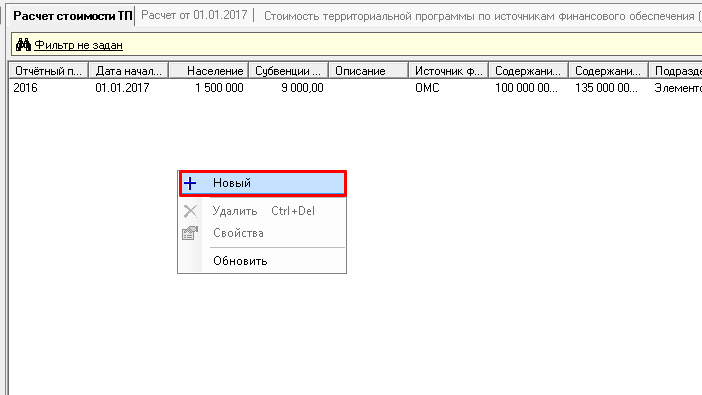 Расчет стоимости ТП Расчет от 01.01.2017 Стоимость территориальной программы по источникам финансового обеспечения (
Фильтр не задан
Отчётный п... Дата начал... Население Субвенции ... Описание Источник Ф... Содержани... Содержани... Подразде
2016 01.01.2017 1 500 000 9 000,00 ОМС 100 000 00... 135 000 00... Элементо
Новый
Удалить Ctrl+Del
Свойства
Обновить